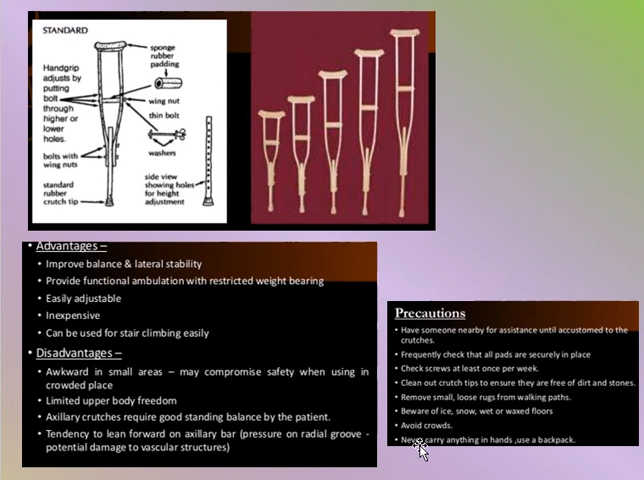 STANDARD
sponge
rubber
padding
Handgrip
adjusts by
putting
bolt
through
higher or
lower
holes.
wing nut
thin bolt
washers
bolts with
wing nuts
standard
rubber
crutch tip
side view
showing holes
for height
adjustment
• Advantages –
• Improve balance & lateral stability
• Provide functional ambulation with restricted weight bearing
• Easily adjustable
• Inexpensive
• Can be used for stair climbing easily
• Disadvantages –
• Awkward in small areas – may compromise safety when using in
crowded place
• Limited upper body freedom
• Axillary crutches require good standing balance by the patient.
• Tendency to lean forward on axillary bar (pressure on radial groove -
potential damage to vascular structures)
Precautions
• Have someone nearby for assistance until accustomed to the
crutches.
• Frequently check that all pads are securely in place
• Check screws at least once per week.
• Clean out crutch tips to ensure they are free of dirt and stones.
• Remove small, loose rugs from walking paths.
• Beware of ice, snow, wet or waxed floors
• Avoid crowds.
• Never carry anything in hands ,use a backpack.